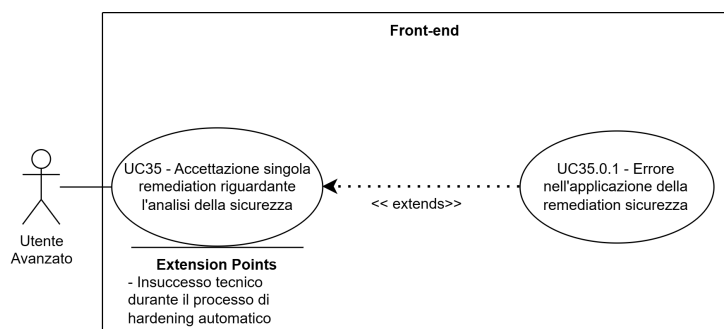 Front-end
UC35 - Accettazione singola
remediation riguardante
l'analisi della sicurezza
UC35.0.1 - Errore
nell'applicazione della
remediation sicurezza
<< extends>>
Utente
Avanzato
Extension Points
- Insuccesso tecnico
durante il processo di
hardening automatico